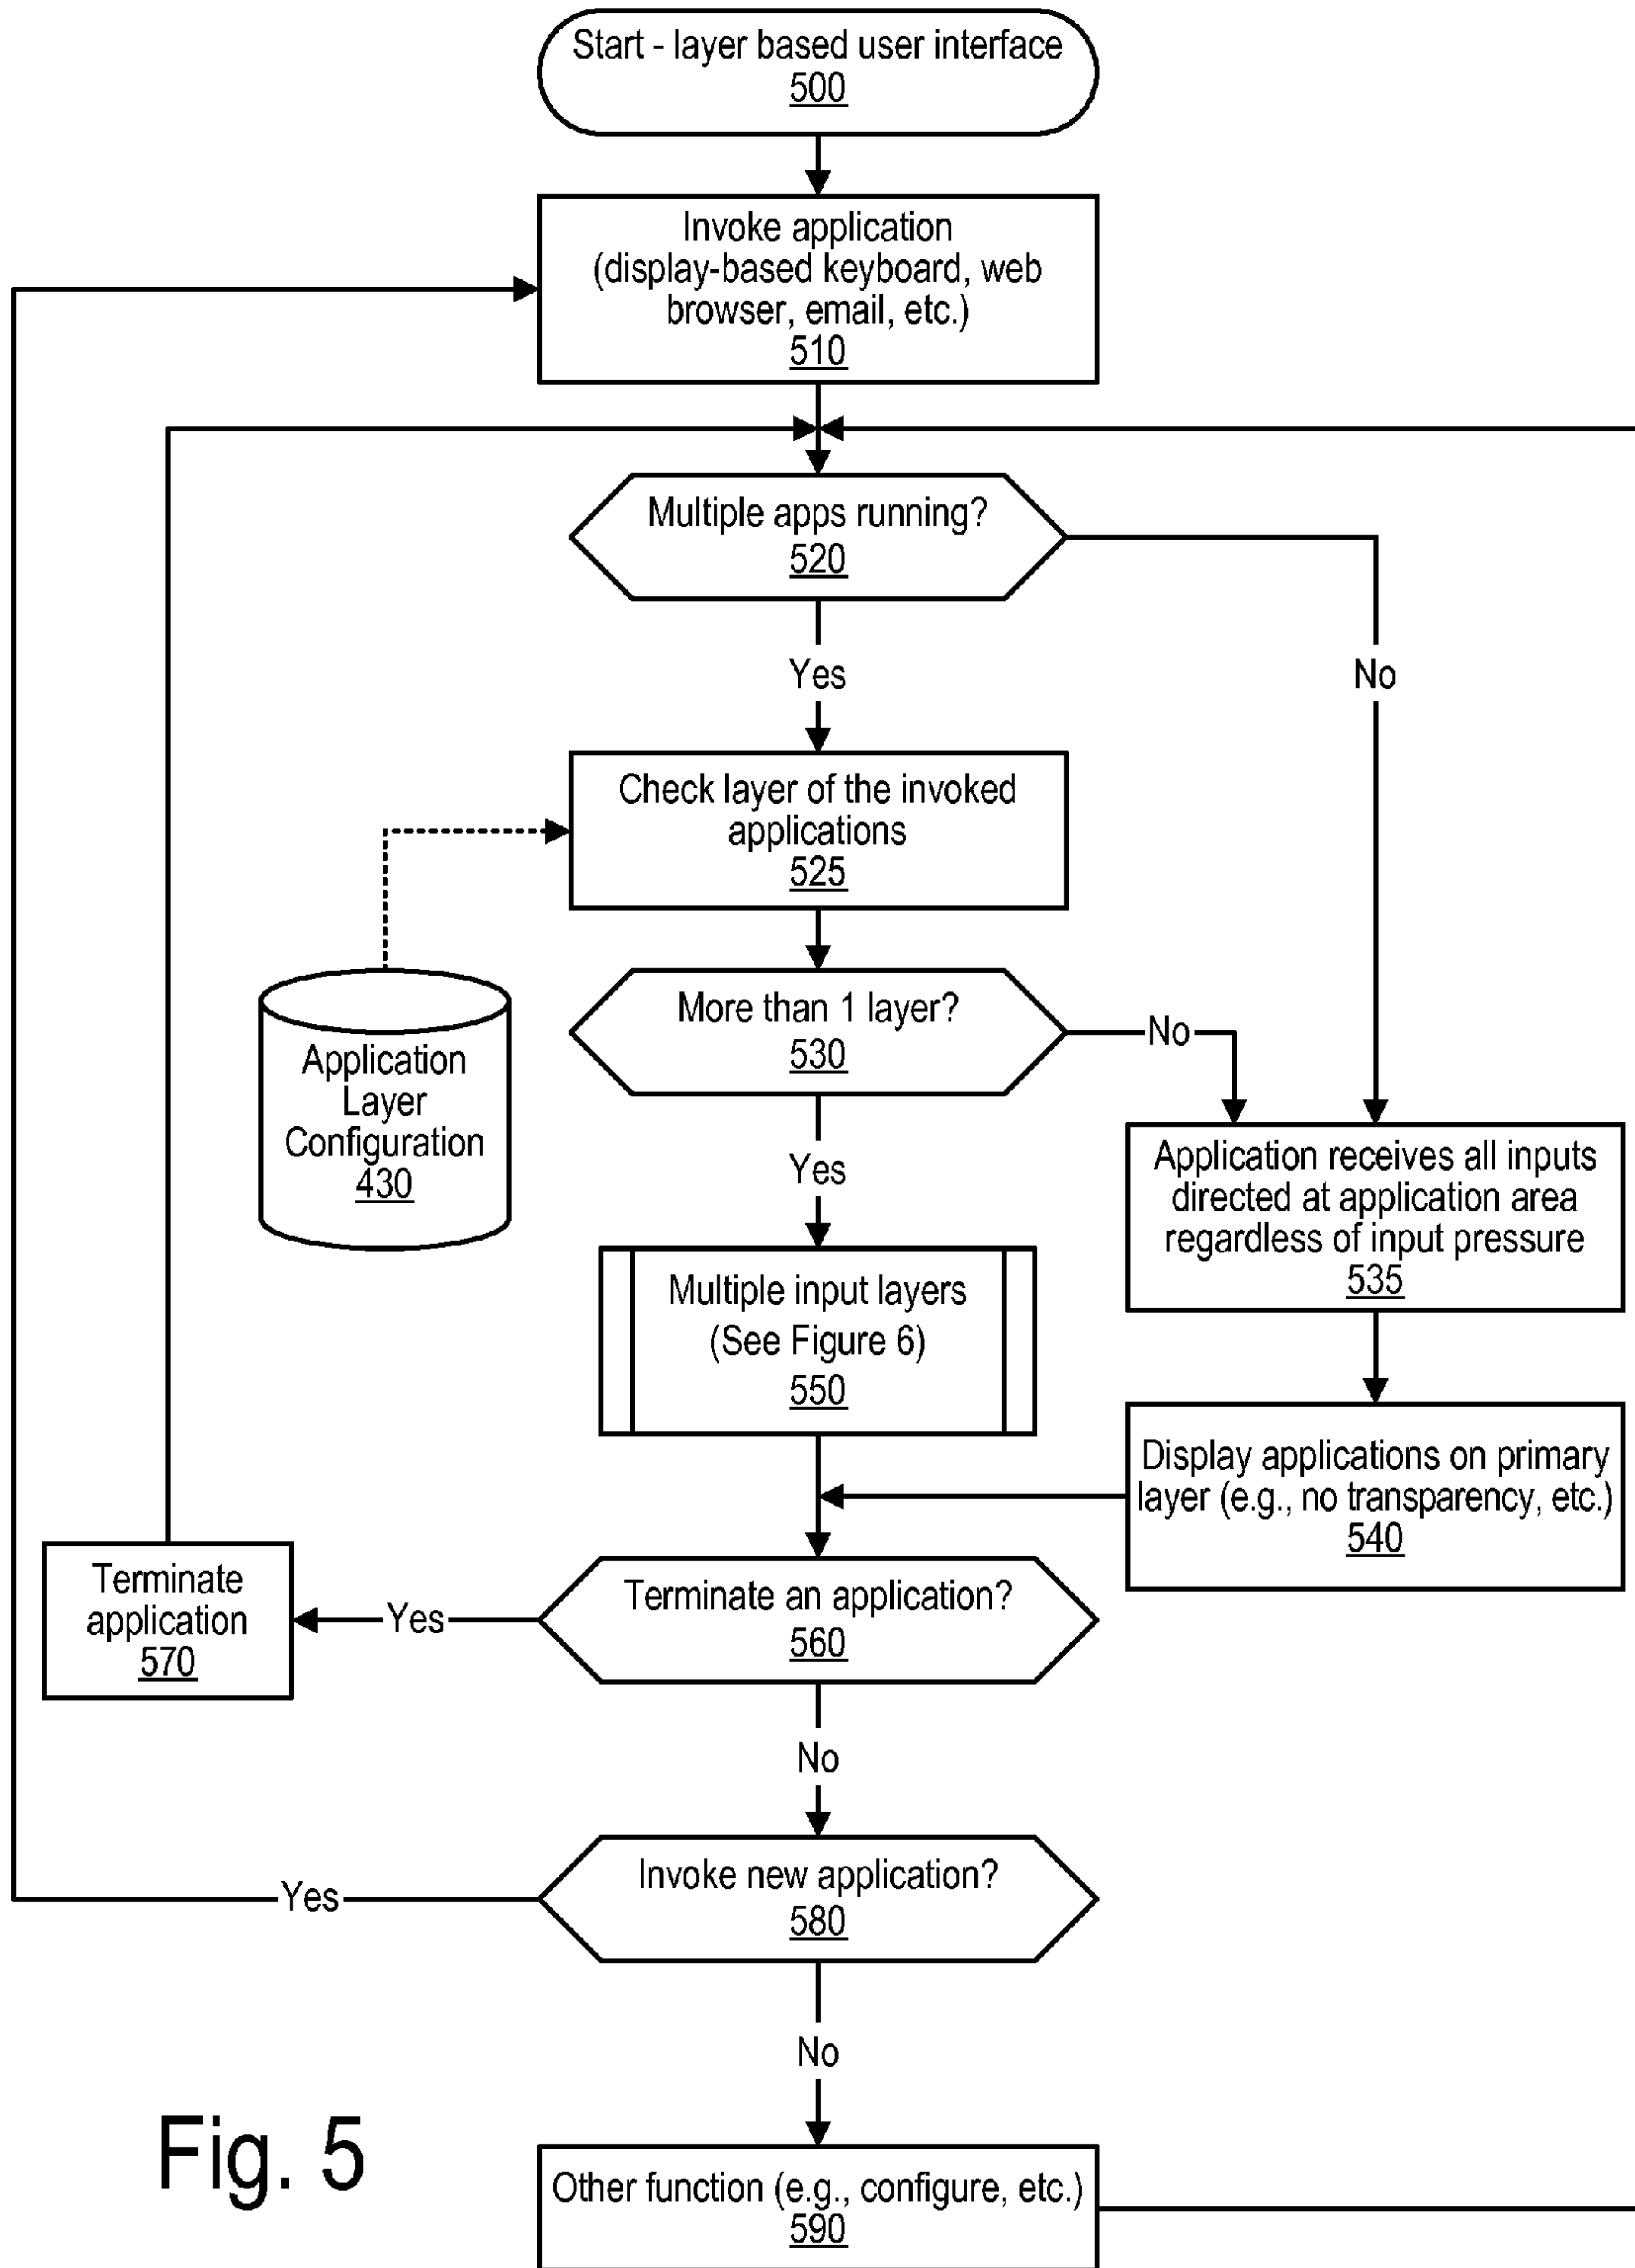 Start - layer based user interface
500
Invoke application
(display-based keyboard, web
browser, email, etc.)
510
Multiple apps running?
520
Yes
No
Check layer of the invoked
applications
525
More than 1 layer?
530
No
Application
Layer
Configuration
430
Yes
Application receives all inputs
directed at application area
regardless of input pressure
535
Multiple input layers
(See Figure 6)
550
Display applications on primary
layer (e.g., no transparency, etc.)
540
Terminate an application?
560
Yes
Terminate
application
570
No
Invoke new application?
580
Yes
No
Other function (e.g., configure, etc.)
590
Fig. 5